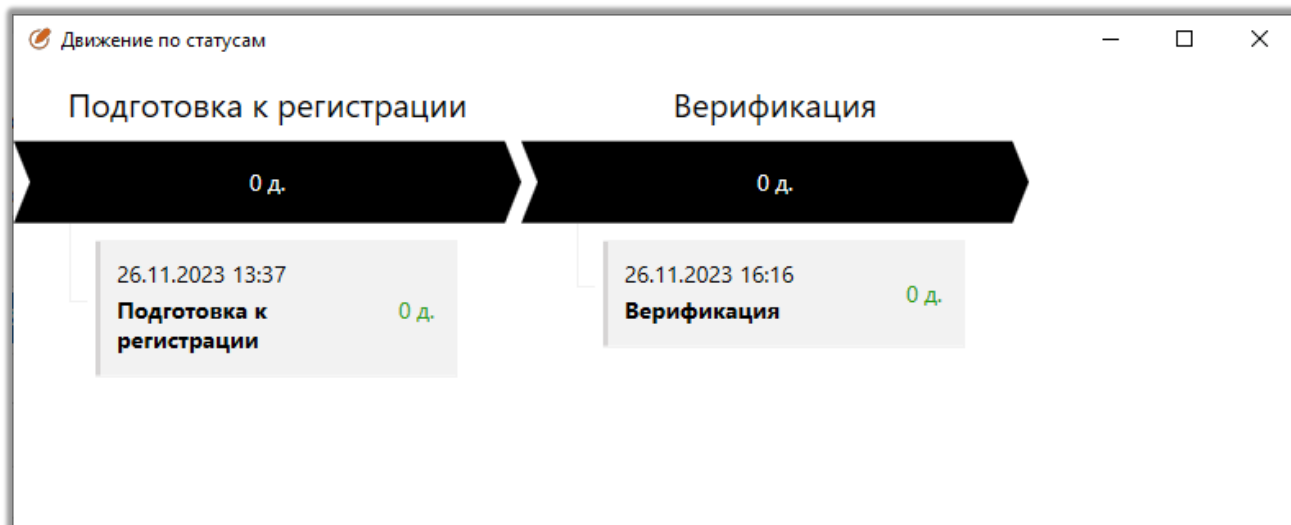 Движение по статусам
Подготовка к регистрации
Верификация
0 д.
0 д.
26.11.2023 13:37
Подготовка к
регистрации
0 д.
26.11.2023 16:16
Верификация
0 д.